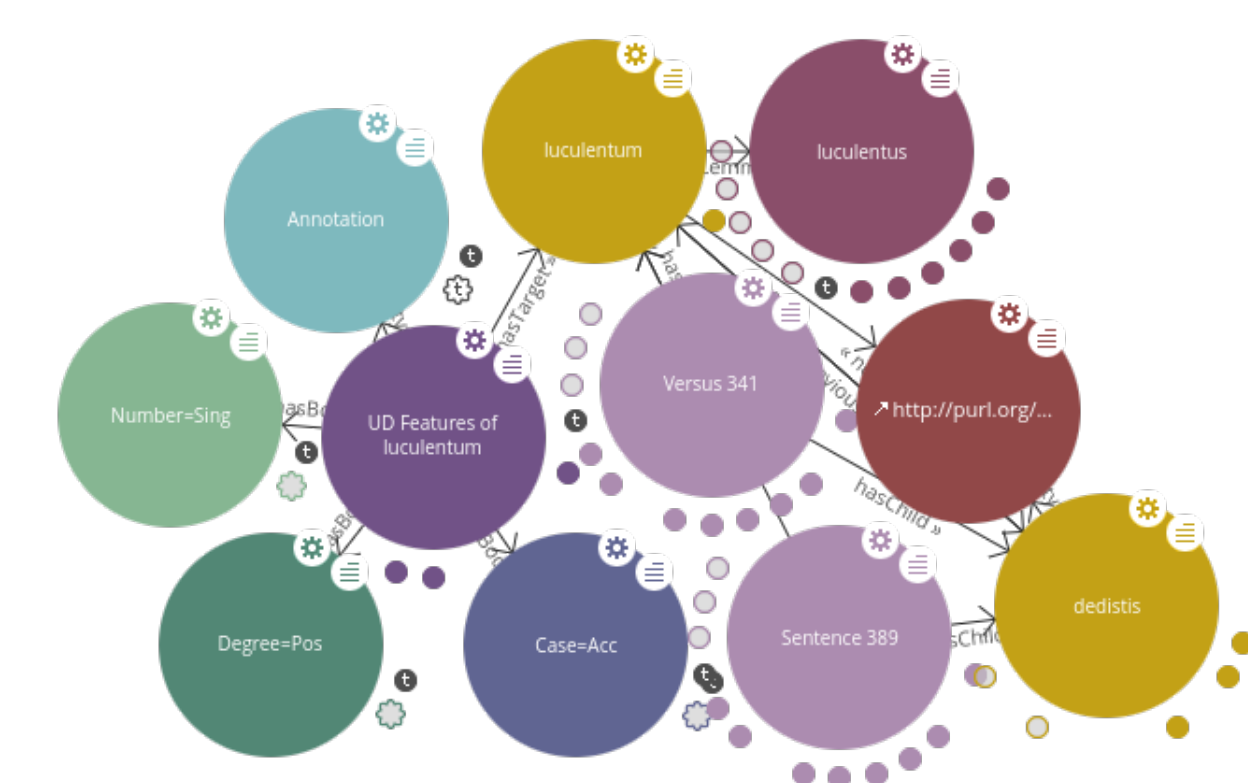 luculentum
luculentus
Annotation
hasTarget »
Versus 341
http://purl.org/...
Number=Sing
UD Features of
luculentum
hasChild »
dedistis
Degree=Pos
Case=Acc
Sentence 389
t
t
t
t
t
t
t